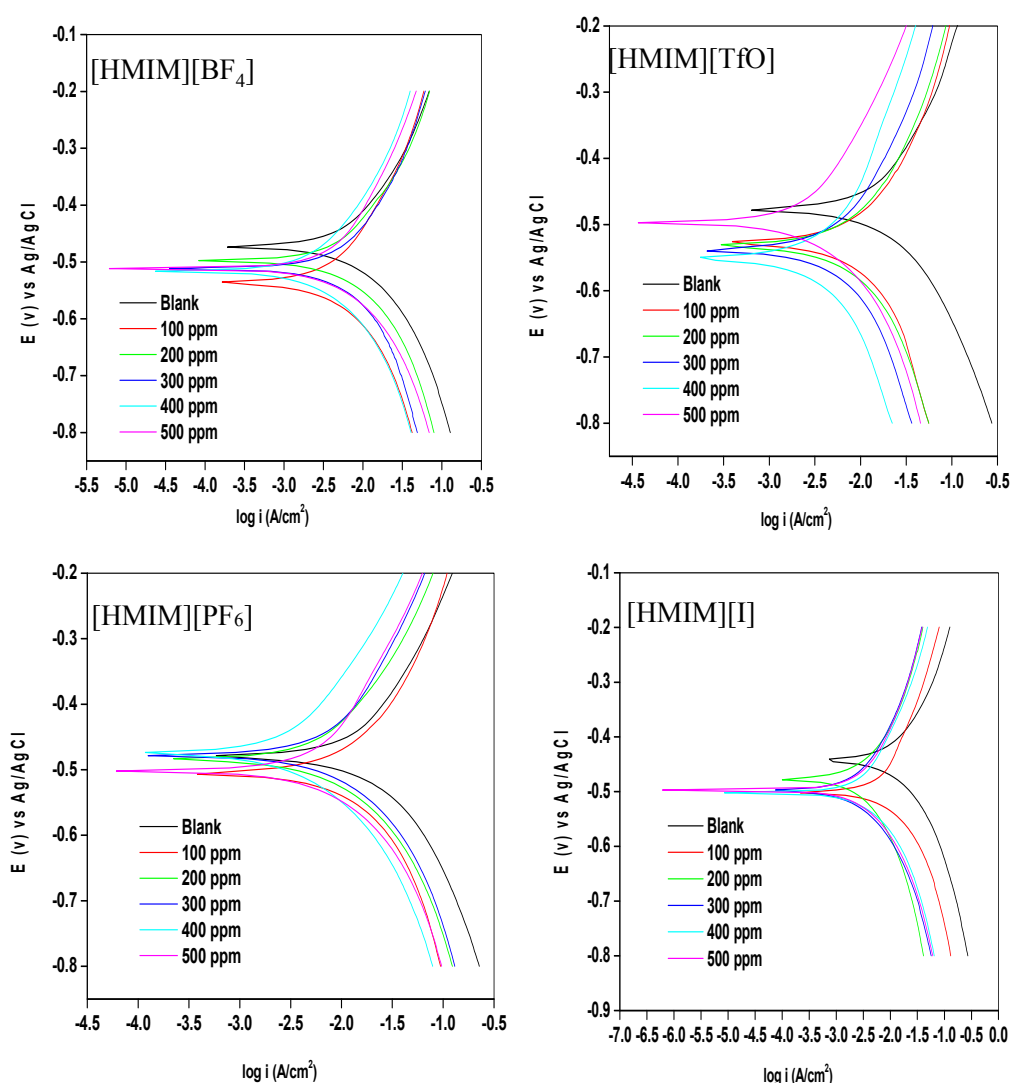 [HMIM][BF4]
-0.1
-0.2
-0.3
-0.4
-0.5
-0.6
-0.7
-0.8
E (v) vs Ag/AgCl
Blank
100 ppm
200 ppm
300 ppm
400 ppm
500 ppm
-5.5 -5.0 -4.5 -4.0 -3.5 -3.0 -2.5 -2.0 -1.5 -1.0 -0.5
log i (A/cm2)
[HMIM][TfO]
-0.2
-0.3
-0.4
-0.5
-0.6
-0.7
-0.8
E (v) vs Ag/AgCl
Blank
100 ppm
200 ppm
300 ppm
400 ppm
500 ppm
-4.5 -4.0 -3.5 -3.0 -2.5 -2.0 -1.5 -1.0 -0.5
log i (A/cm2)
[HMIM][PF6]
-0.2
-0.3
-0.4
-0.5
-0.6
-0.7
-0.8
E (v) vs Ag/AgCl
Blank
100 ppm
200 ppm
300 ppm
400 ppm
500 ppm
-4.5 -4.0 -3.5 -3.0 -2.5 -2.0 -1.5 -1.0 -0.5
log i (A/cm2)
[HMIM][I]
-0.1
-0.2
-0.3
-0.4
-0.5
-0.6
-0.7
-0.8
-0.9
E (v) vs Ag/AgCl
Blank
100 ppm
200 ppm
300 ppm
400 ppm
500 ppm
-7.0 -6.5 -6.0 -5.5 -5.0 -4.5 -4.0 -3.5 -3.0 -2.5 -2.0 -1.5 -1.0 -0.5 0.0
log i (A/cm2)